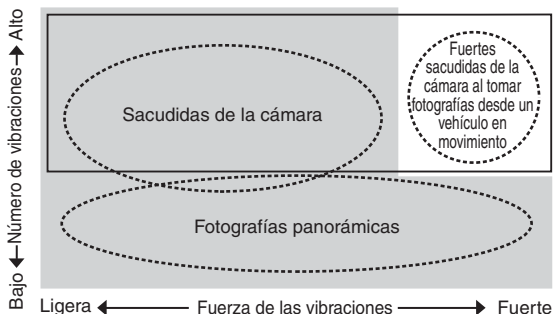 Bajo ←Número de vibraciones→ Alto
Sacudidas de la cámara
Fuertes
sacudidas de la
cámara al tomar
fotografías desde un
vehículo en
movimiento
Fotografías panorámicas
Ligera ← Fuerza de las vibraciones → Fuerte